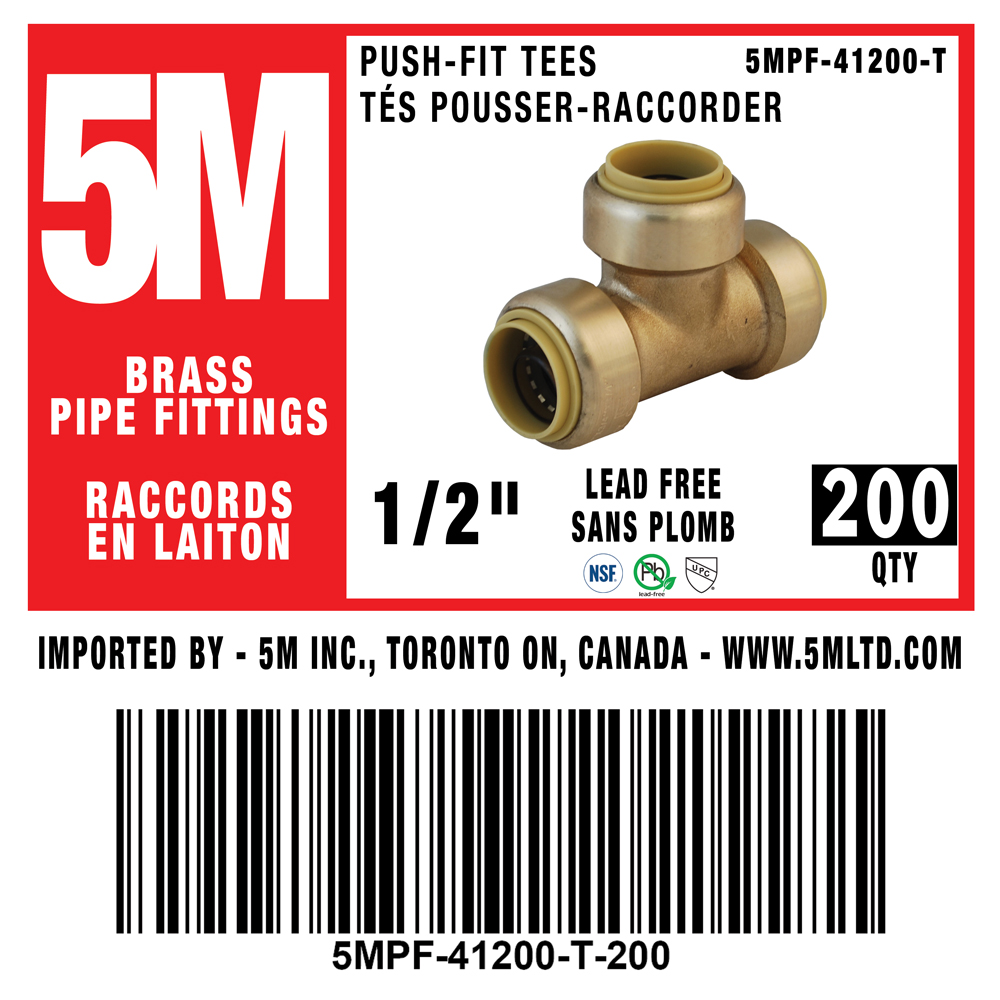 5M
BRASS
PIPE FITTINGS
RACCORDS
EN LAITON
PUSH-FIT TEES
5MPF-41200-T
TÉS POUSSER-RACCORDER
1/2"
LEAD FREE
SANS PLOMB
NSF
Pb
lead-free
UPC
200
QTY
IMPORTED BY - 5M INC., TORONTO ON, CANADA - WWW.5MLTD.COM
5MPF-41200-T-200